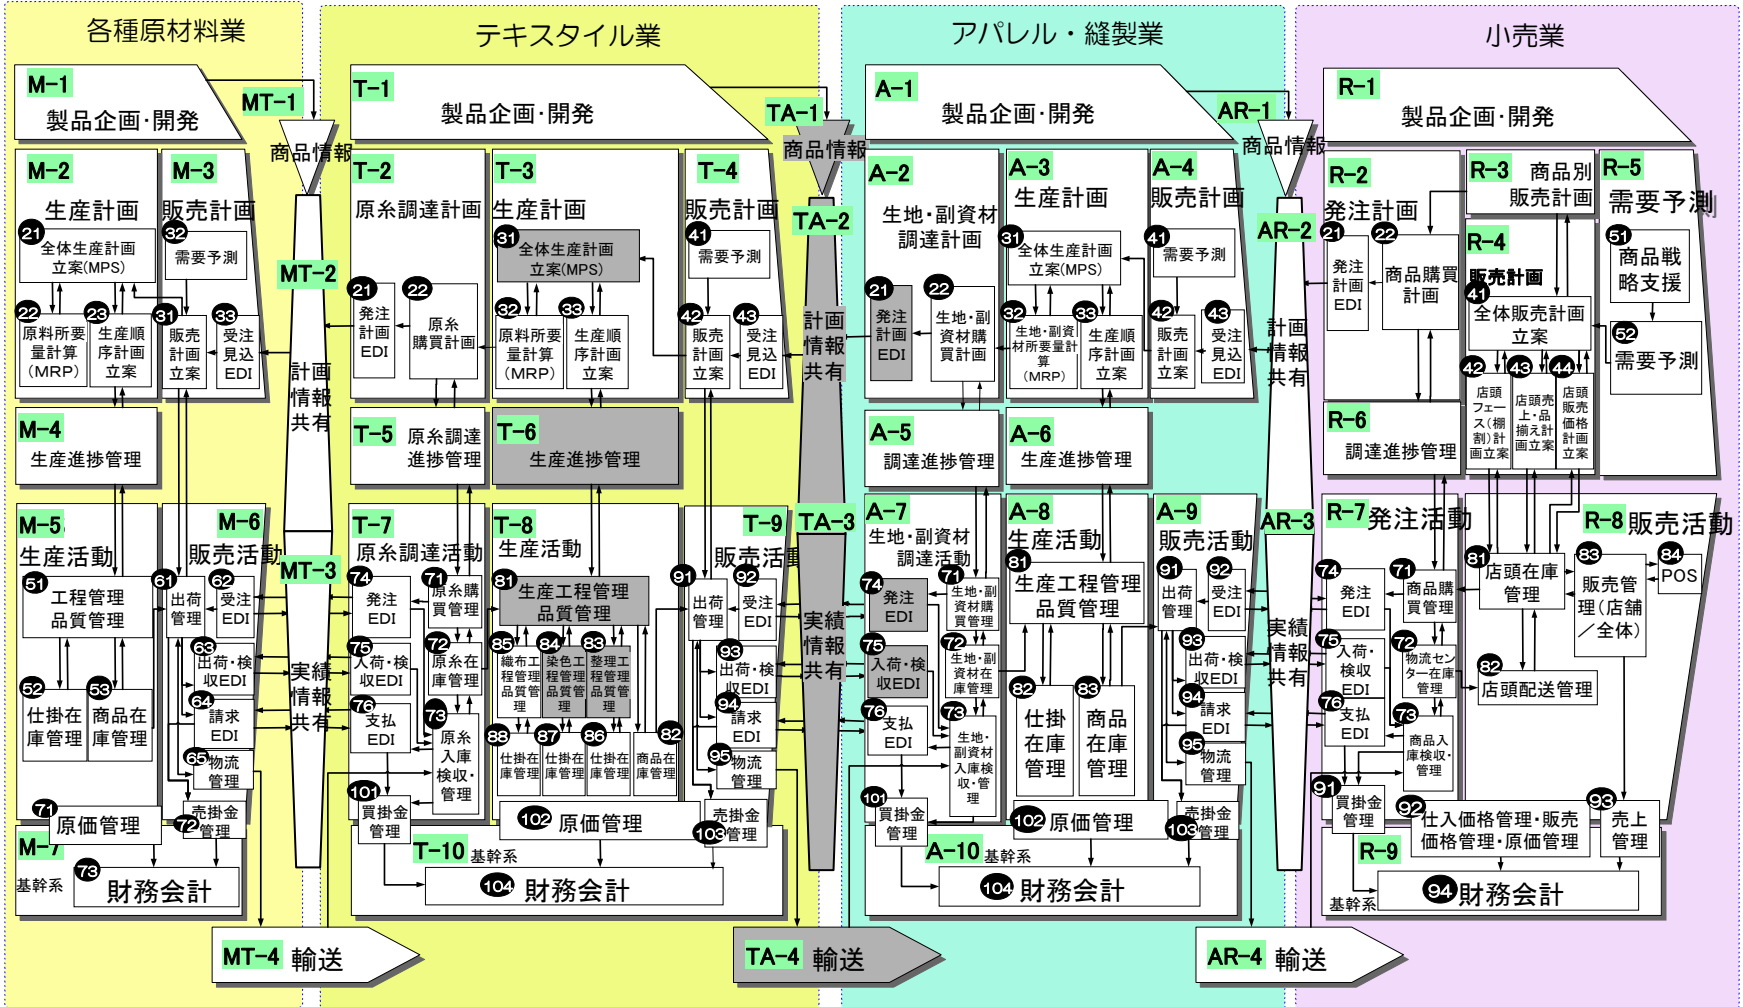 各種原材料業
M-1
製品企画・開発
MT-1
商品情報
M-2
生産計画
21
全体生産計画
立案(MPS)
22
原料所要
量計算
(MRP)
23
生産順
序計画
立案
M-3
販売計画
32
需要予測
31
販売
計画
立案
33
受注
見込
EDI
MT-2
計画
情報
共有
M-4
生産進捗管理
M-5
生産活動
51
工程管理
品質管理
52
仕掛在
庫管理
53
商品在
庫管理
M-6
販売活動
61
出荷
管理
62
受注
EDI
63
出荷・検
収EDI
64
請求
EDI
65
物流
管理
MT-3
実績
情報
共有
71
原価管理
72
売掛金
管理
M-7
基幹系
73
財務会計
MT-4
輸送
テキスタイル業
T-1
製品企画・開発
TA-1
商品情報
T-2
原糸調達計画
21
発注
計画
EDI
22
原糸
購買計画
T-3
生産計画
31
全体生産計画
立案(MPS)
32
原料所要
量計算
(MRP)
33
生産順
序計画
立案
T-4
販売計画
41
需要予測
42
販売
計画
立案
43
受注
見込
EDI
TA-2
計画
情報
共有
T-5
原糸調達
進捗管理
T-6
生産進捗管理
T-7
原糸調達活動
74
発注
EDI
71
原糸購
買管理
75
入荷・検
収EDI
72
原糸在
庫管理
76
支払
EDI
73
原糸
入庫
検収・
管理
T-8
生産活動
81
生産工程管理
品質管理
85
織布工
程管理
品質管
理
84
染色工
程管理
品質管
理
83
整理工
程管理
品質管
理
88
仕掛在
庫管理
87
仕掛在
庫管理
86
仕掛在
庫管理
82
商品在
庫管理
T-9
販売活動
91
出荷
管理
92
受注
EDI
93
出荷・検
収EDI
94
請求
EDI
95
物流
管理
TA-3
実績
情報
共有
101
買掛金
管理
102
原価管理
103
売掛金
管理
T-10
基幹系
104
財務会計
TA-4
輸送
アパレル・縫製業
A-1
製品企画・開発
AR-1
商品情報
A-2
生地・副資材
調達計画
21
発注
計画
EDI
22
生地・副
資材購
買計画
A-3
生産計画
31
全体生産計画
立案(MPS)
32
生地・副資
材所要量計
算
(MRP)
33
生産順
序計画
立案
A-4
販売計画
41
需要予測
42
販売
計画
立案
43
受注
見込
EDI
AR-2
計画
情報
共有
A-5
調達進捗管理
A-6
生産進捗管理
A-7
生地・副資材
調達活動
74
発注
EDI
71
生地・副
資材購
買管理
75
入荷・検
収EDI
72
生地・副
資材在
庫管理
76
支払
EDI
73
生地・
副資材
入庫検
収・管
理
A-8
生産活動
81
生産工程管理
品質管理
82
仕掛
在庫
管理
83
商品
在庫
管理
A-9
販売活動
91
出荷
管理
92
受注
EDI
93
出荷・検
収EDI
94
請求
EDI
95
物流
管理
AR-3
実績
情報
共有
101
買掛金
管理
102
原価管理
103
売掛金
管理
A-10
基幹系
104
財務会計
AR-4
輸送
小売業
R-1
製品企画・開発
R-2
発注計画
21
発注
計画
EDI
22
商品購買
計画
R-3
商品別
販売計画
R-4
販売計画
41
全体販売計画
立案
42
店頭
フェー
ス(棚
割)計
画立案
43
店頭売
上・品
揃え計
画立案
44
店頭
販売
価格
計画
立案
R-5
需要予測
51
商品戦
略支援
52
需要予測
R-6
調達進捗管理
R-7
発注活動
74
発注
EDI
71
商品購
買管理
75
入荷・
検収
EDI
72
物流セン
ター在庫
管理
76
支払
EDI
73
商品入
庫検収・
管理
R-8
販売活動
81
店頭在庫
管理
83
販売管
理(店舗
／全体)
84
POS
82
店頭配送管理
91
買掛金
管理
92
仕入価格管理・販売
価格管理・原価管理
93
売上
管理
R-9
基幹系
94
財務会計